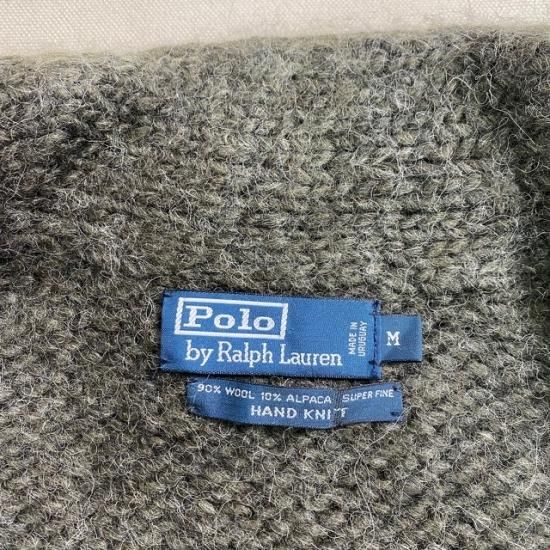 Polo
by Ralph Lauren
MADE IN
URUGUAY
M
90% WOOL 10% ALPACA SUPER FINE
HAND KNIT